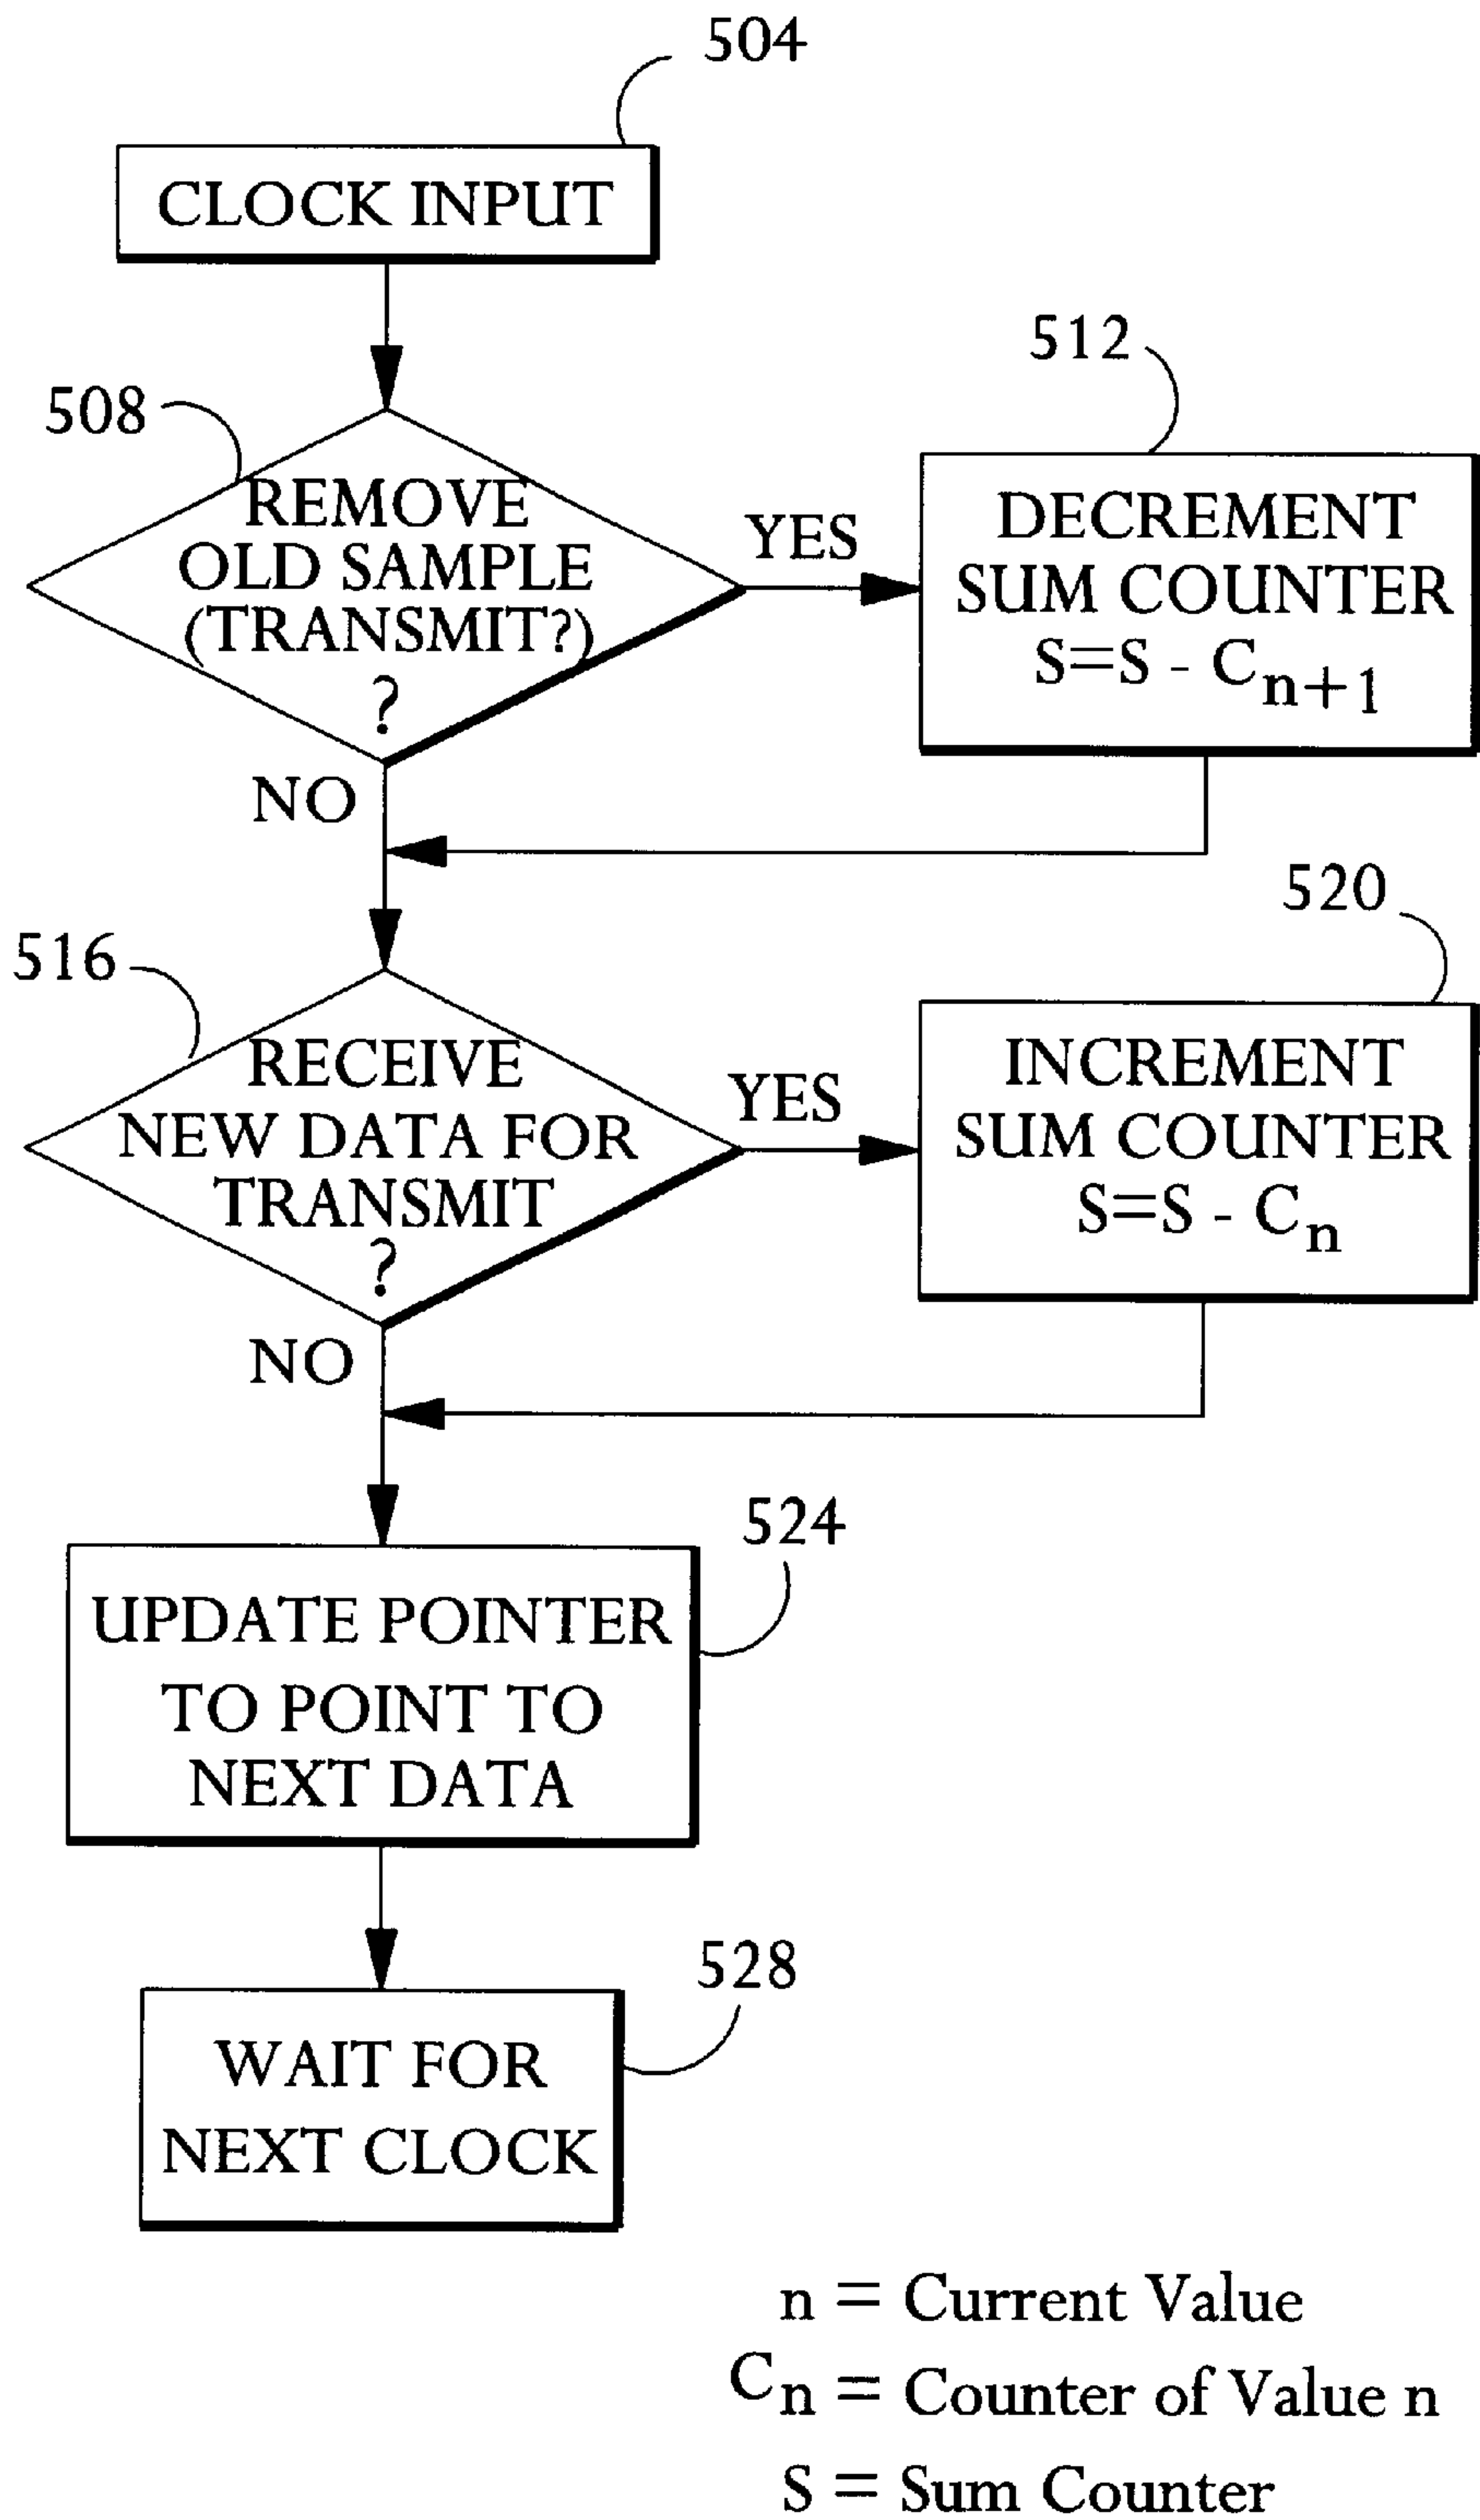 504
CLOCK INPUT
508
REMOVE
OLD SAMPLE
(TRANSMIT?)
?
YES
NO
512
DECREMENT
SUM COUNTER
S=S - Cn+1
516
RECEIVE
NEW DATA FOR
TRANSMIT
?
YES
NO
520
INCREMENT
SUM COUNTER
S=S - Cn
524
UPDATE POINTER
TO POINT TO
NEXT DATA
528
WAIT FOR
NEXT CLOCK
n = Current Value
Cn = Counter of Value n
S = Sum Counter